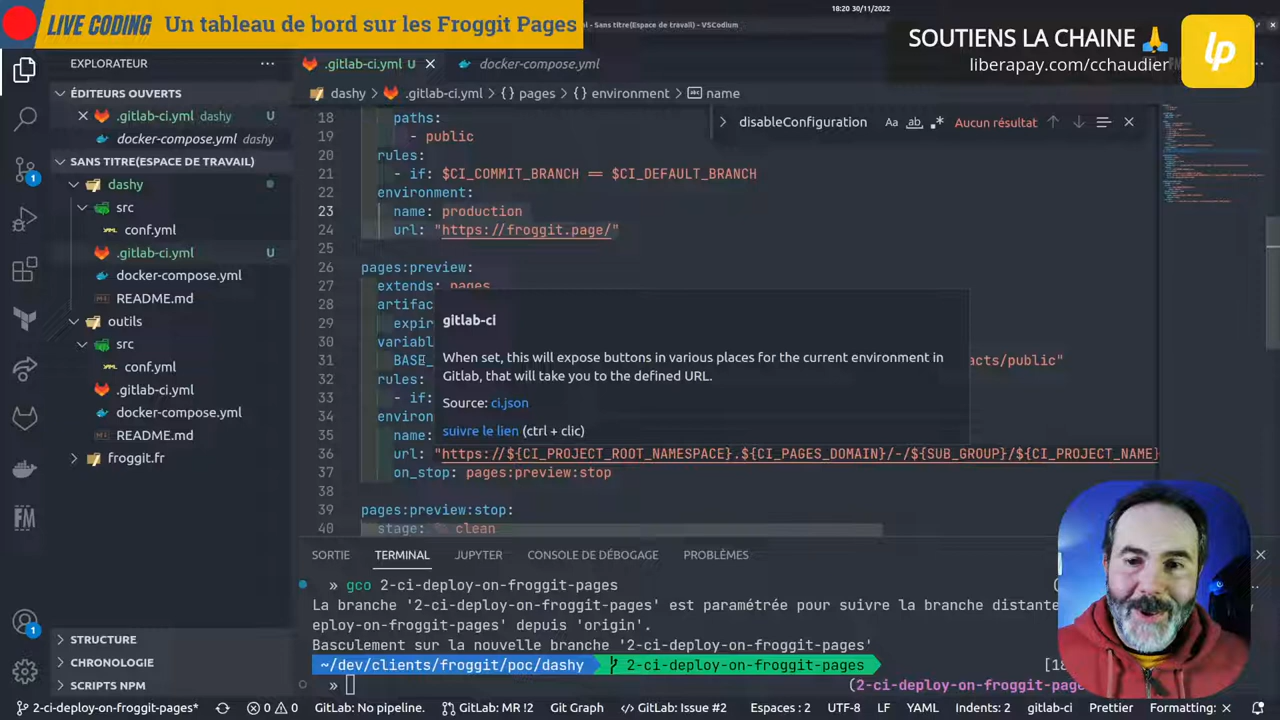 18:20 30/11/2022
LIVE CODING
Un tableau de bord sur les Froggit Pages
- Sans titre(Espace de travail) - VSCodium
SOUTIENS LA CHAINE 🙏
liberapay.com/cchaudier
lp
EXPLORATEUR
ÉDITEURS OUVERTS
.gitlab-ci.yml dashy U
docker-compose.yml dashy
SANS TITRE(ESPACE DE TRAVAIL)
dashy
src
conf.yml
.gitlab-ci.yml U
docker-compose.yml
README.md
outils
src
conf.yml
.gitlab-ci.yml
docker-compose.yml
README.md
froggit.fr
STRUCTURE
CHRONOLOGIE
SCRIPTS NPM
.gitlab-ci.yml U
docker-compose.yml
dashy > .gitlab-ci.yml > {} pages > {} environment > name
disableConfiguration
Aucun résultat
18 paths:
19 - public
20 rules:
21 - if: $CI_COMMIT_BRANCH == $CI_DEFAULT_BRANCH
22 environment:
23 name: production
24 url: "https://froggit.page/"
25
26 pages:preview:
27 extends: pages
28 artifac
29 expir
30 variabl
31 BASE_ acts/public"
32 rules:
33 - if:
34 environ
35 name:
36 url: "https://${CI_PROJECT_ROOT_NAMESPACE}.${CI_PAGES_DOMAIN}/-/${SUB_GROUP}/${CI_PROJECT_NAME}
37 on_stop: pages:preview:stop
38
39 pages:preview:stop:
40 stage: clean
gitlab-ci
When set, this will expose buttons in various places for the current environment in
Gitlab, that will take you to the defined URL.
Source: ci.json
suivre le lien (ctrl + clic)
SORTIE
TERMINAL
JUPYTER
CONSOLE DE DÉBOGAGE
PROBLÈMES
» gco 2-ci-deploy-on-froggit-pages
La branche '2-ci-deploy-on-froggit-pages' est paramétrée pour suivre la branche distante
eploy-on-froggit-pages' depuis 'origin'.
Basculement sur la nouvelle branche '2-ci-deploy-on-froggit-pages'
~/dev/clients/froggit/poc/dashy 2-ci-deploy-on-froggit-pages [18
» (2-ci-deploy-on-froggit-page
2-ci-deploy-on-froggit-pages* 0 0 GitLab: No pipeline. GitLab: MR !2 Git Graph GitLab: Issue #2 Espaces : 2 UTF-8 LF YAML Indents: 2 gitlab-ci Prettier Formatting: ×